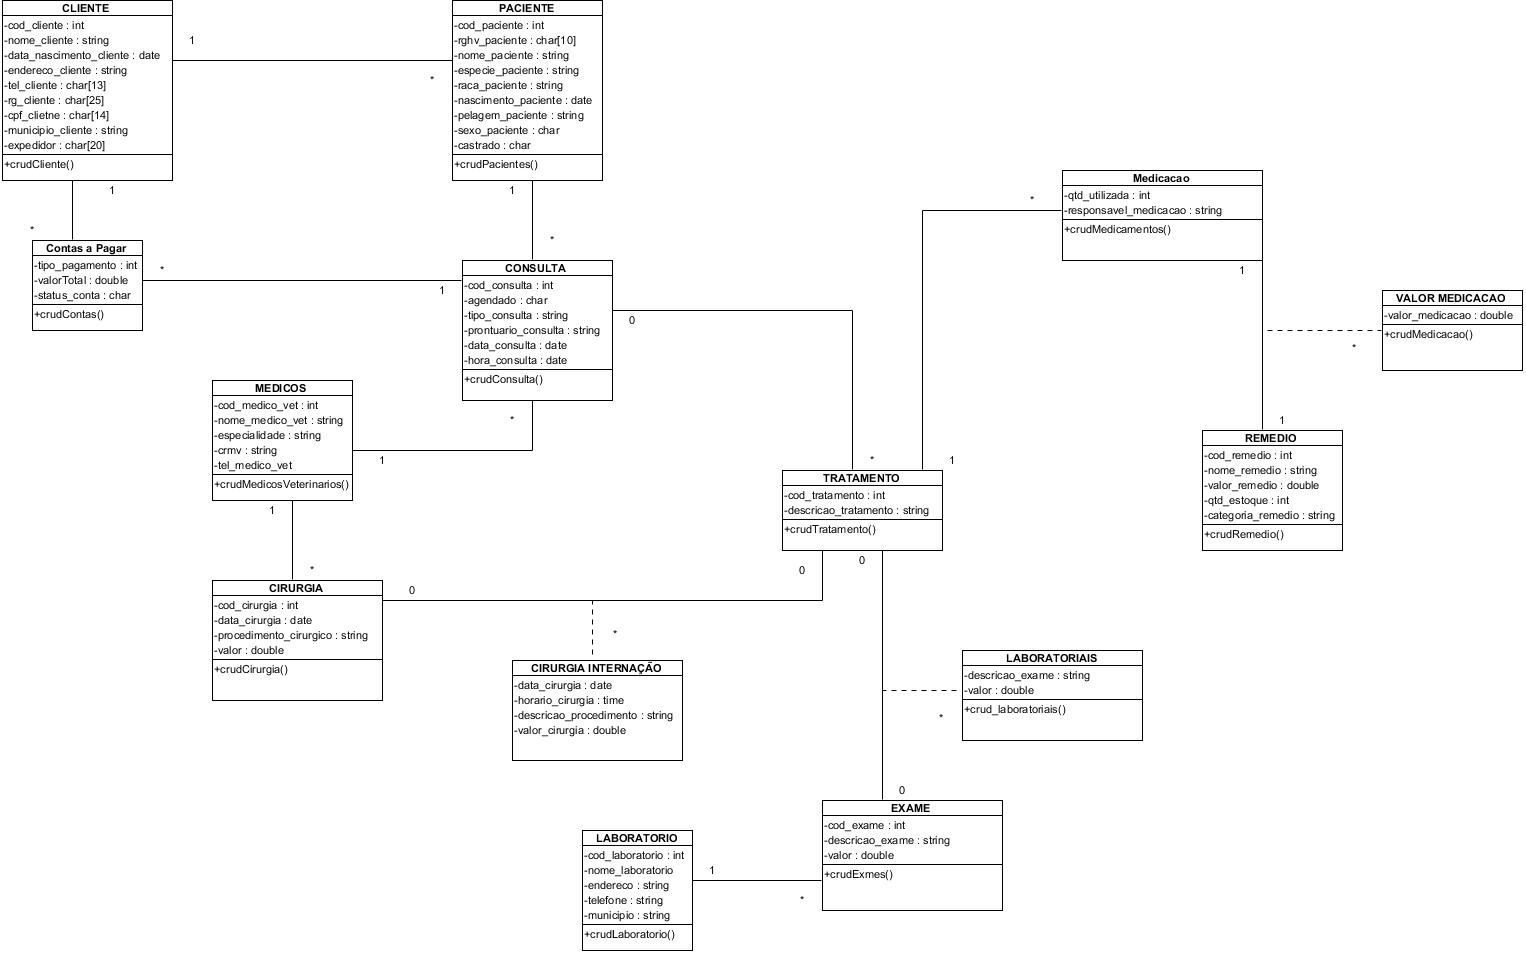 CLIENTE
-cod_cliente : int
-nome_cliente : string
-data_nascimento_cliente : date
-endereco_cliente : string
-tel_cliente : char[13]
-rg_cliente : char[25]
-cpf_clietne : char[14]
-municipio_cliente : string
-expedidor : char[20]
+crudCliente()
1
*
PACIENTE
-cod_paciente : int
-rghv_paciente : char[10]
-nome_paciente : string
-especie_paciente : string
-raca_paciente : string
-nascimento_paciente : date
-pelagem_paciente : string
-sexo_paciente : char
-castrado : char
+crudPacientes()
1
*
1
*
Contas a Pagar
-tipo_pagamento : int
-valorTotal : double
-status_conta : char
+crudContas()
*
1
CONSULTA
-cod_consulta : int
-agendado : char
-tipo_consulta : string
-prontuario_consulta : string
-data_consulta : date
-hora_consulta : date
+crudConsulta()
0
*
*
1
MEDICOS
-cod_medico_vet : int
-nome_medico_vet : string
-especialidade : string
-crmv : string
-tel_medico_vet
+crudMedicosVeterinarios()
1
*
Medicacao
-qtd_utilizada : int
-responsavel_medicacao : string
+crudMedicamentos()
*
1
1
1
VALOR MEDICACAO
-valor_medicacao : double
+crudMedicacao()
*
REMEDIO
-cod_remedio : int
-nome_remedio : string
-valor_remedio : double
-qtd_estoque : int
-categoria_remedio : string
+crudRemedio()
TRATAMENTO
-cod_tratamento : int
-descricao_tratamento : string
+crudTratamento()
0
0
CIRURGIA
-cod_cirurgia : int
-data_cirurgia : date
-procedimento_cirurgico : string
-valor : double
+crudCirurgia()
0
*
CIRURGIA INTERNAÇÃO
-data_cirurgia : date
-horario_cirurgia : time
-descricao_procedimento : string
-valor_cirurgia : double
LABORATORIAIS
-descricao_exame : string
-valor : double
+crud_laboratoriais()
*
0
EXAME
-cod_exame : int
-descricao_exame : string
-valor : double
+crudExmes()
LABORATORIO
-cod_laboratorio : int
-nome_laboratorio
-endereco : string
-telefone : string
-municipio : string
+crudLaboratorio()
1
*